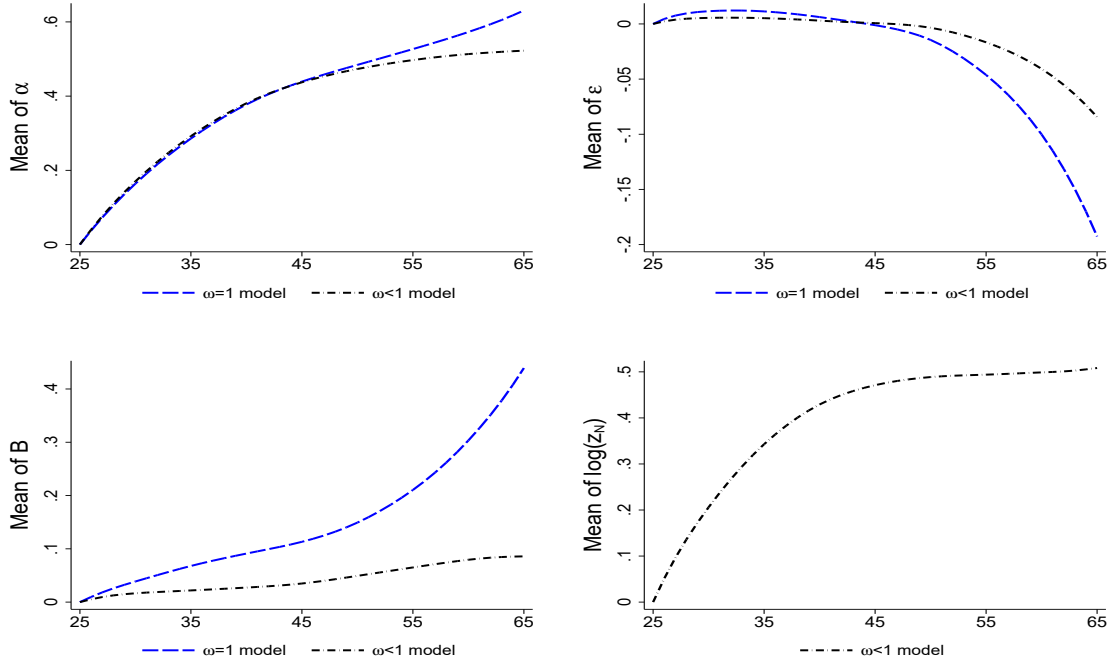 Mean of α
.6
.4
.2
0
25 35 45 55 65
ω=1 model ω<1 model
Mean of ε
0
-.05
-.1
-.15
-.2
25 35 45 55 65
ω=1 model ω<1 model
Mean of B
.4
.3
.2
.1
0
25 35 45 55 65
ω=1 model ω<1 model
Mean of log(z_N)
.5
.4
.3
.2
.1
0
25 35 45 55 65
ω<1 model